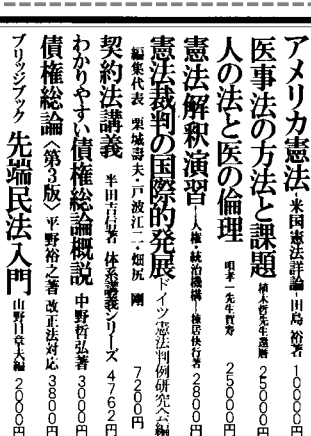 アメリカ憲法 -米国憲法詳論- 田島 裕著 10000円
医事法の方法と課題 植木哲先生還暦 25000円
人の法と医の倫理 唄孝一先生賀寿 25000円
憲法解釈演習 -人権・統治機構- 棟居快行著 2800円
憲法裁判の国際的発展 ドイツ憲法判例研究会編
編集代表 栗城壽夫・戸波江二・畑尻 剛 7200円
契約法講義 半田吉信著 体系講義シリーズ 4762円
わかりやすい債権総論概説 中野哲弘著 3000円
債権総論〈第3版〉 平野裕之著 改正法対応 3800円
ブリッジブック 先端民法入門 山野目章夫編 2000円